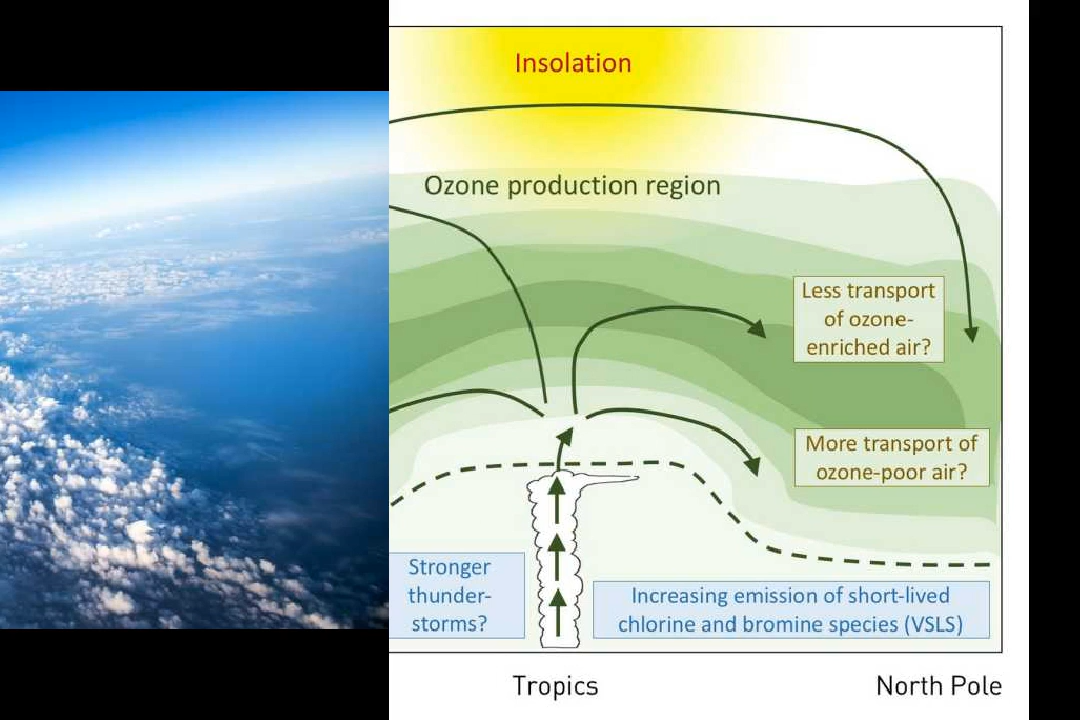 Insolation
Ozone production region
Less transport
of ozone-
enriched air?
More transport of
ozone-poor air?
Stronger
thunder-
storms?
Increasing emission of short-lived
chlorine and bromine species (VSLS)
Tropics
North Pole